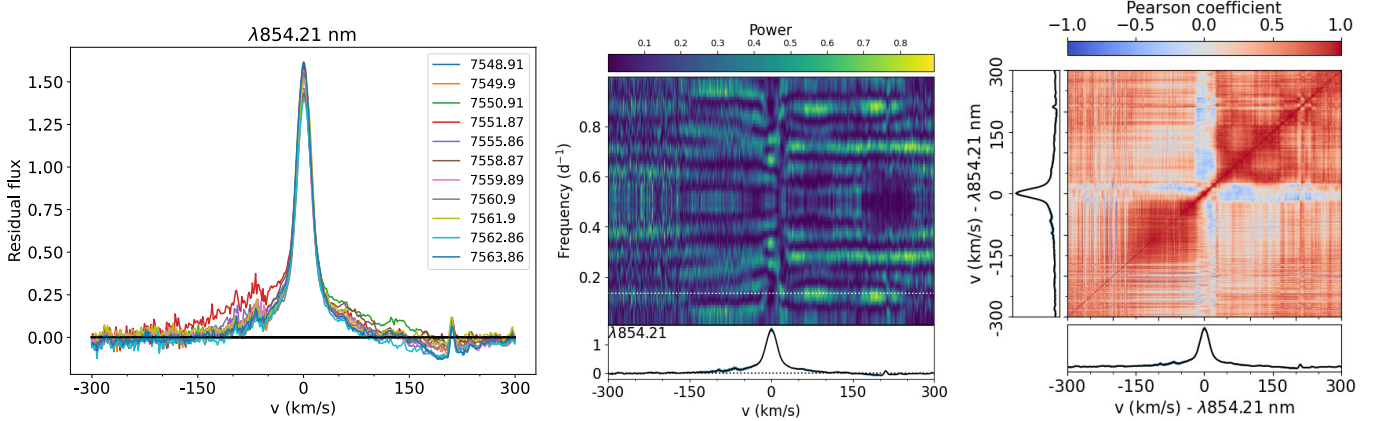 λ854.21 nm
Residual flux
1.50
1.25
1.00
0.75
0.50
0.25
0.00
-300 -150 0 150 300
v (km/s)
7548.91
7549.9
7550.91
7551.87
7555.86
7558.87
7559.89
7560.9
7561.9
7562.86
7563.86
Power
0.1 0.2 0.3 0.4 0.5 0.6 0.7 0.8
Frequency (d⁻¹)
0.8
0.6
0.4
0.2
λ854.21
1
0
-300 -150 0 150 300
v (km/s)
Pearson coefficient
-1.0 -0.5 0.0 0.5 1.0
v (km/s) - λ854.21 nm
300
150
0
-150
-300
-300 -150 0 150 300
v (km/s) - λ854.21 nm